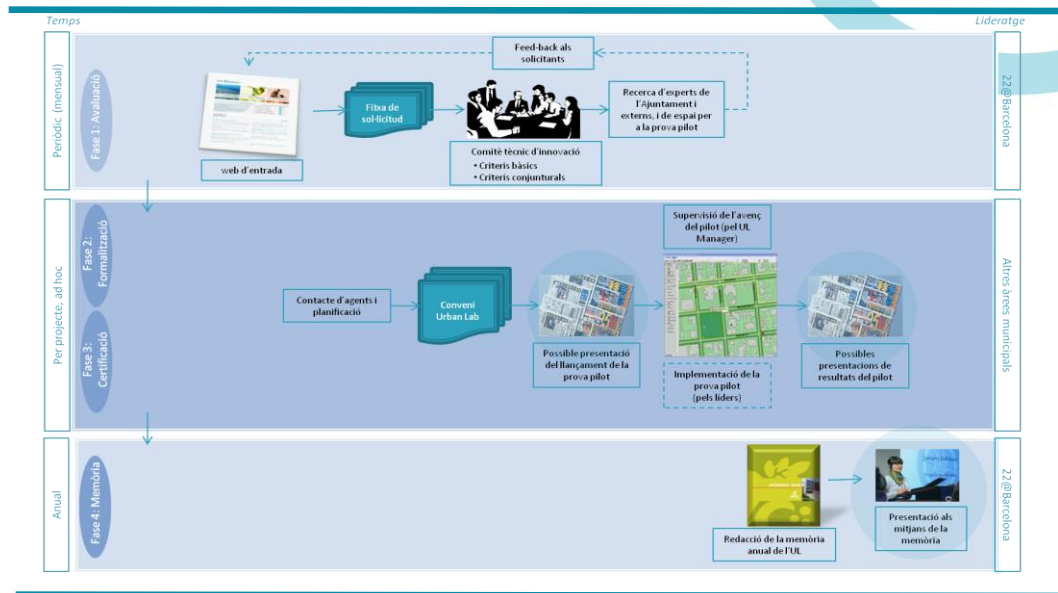 Temps
Lideratge
Periòdic (mensual)
Fase 1: Avaluació
Feed-back als
solicitants
Fitxa de
sol·licitud
Recerca d'experts de
l'Ajuntament i
externs, i de espai per
a la prova pilot
web d'entrada
Comitè tècnic d'innovació
• Criteris bàsics
• Criteris conjunturals
22@Barcelona
Per projecte, ad hoc
Fase 2:
Formalització
Fase 3:
Certificació
Supervisió de l'avenç
del pilot (pel UL
Manager)
Contacte d'agents i
planificació
Conveni
Urban Lab
Possible presentació
del llançament de la
prova pilot
Implementació de la
prova pilot
(pels líders)
Possibles
presentacions de
resultats del pilot
Altres àrees municipals
Anual
Fase 4: Memòria
Redacció de la memòria
anual de l'UL
Presentació als
mitjans de la
memòria
22@Barcelona